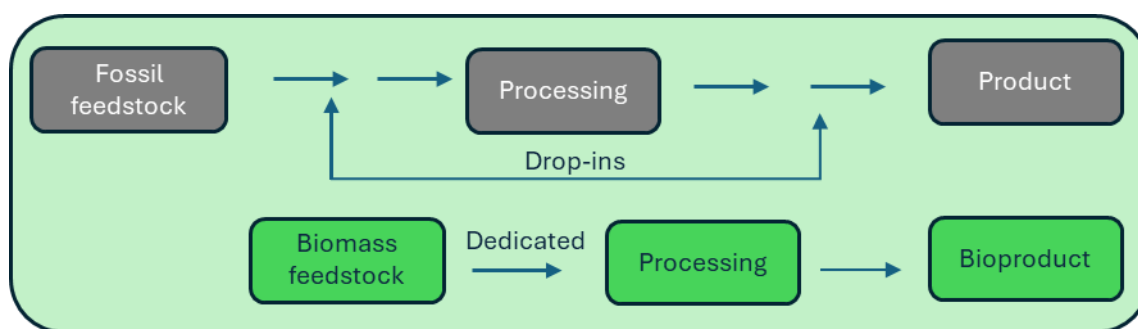 Fossil
feedstock
Processing
Product
Drop-ins
Biomass
feedstock
Dedicated
Processing
Bioproduct